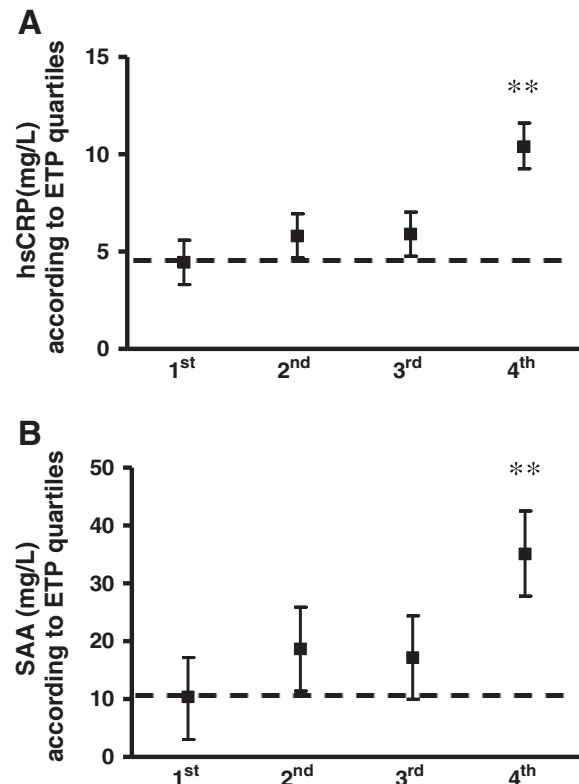 A
hsCRP(mg/L)
according to ETP quartiles
15
10
5
0
**
1st 2nd 3rd 4th
B
SAA (mg/L)
according to ETP quartiles
50
40
30
20
10
0
**
1st 2nd 3rd 4th